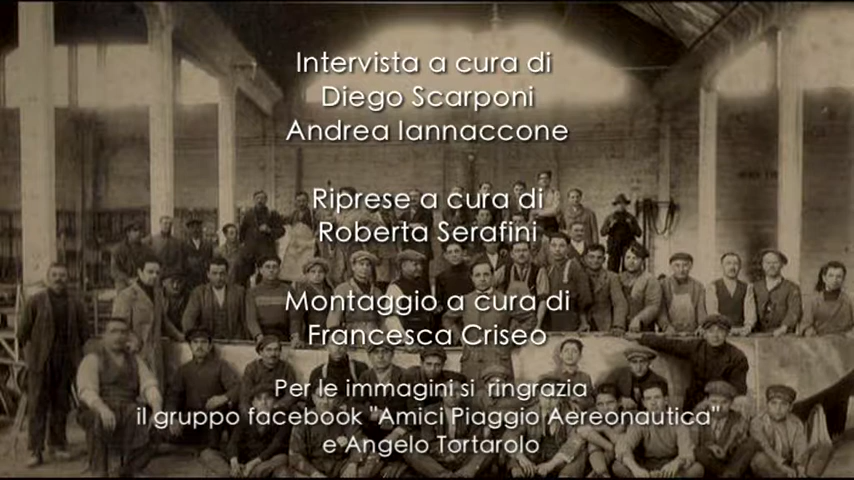 Intervista a cura di
Diego Scarponi
Andrea Iannaccone
Riprese a cura di
Roberta Serafini
Montaggio a cura di
Francesca Criseo
Per le immagini si ringrazia
il gruppo facebook "Amici Piaggio Aereonautica"
e Angelo Tortarolo